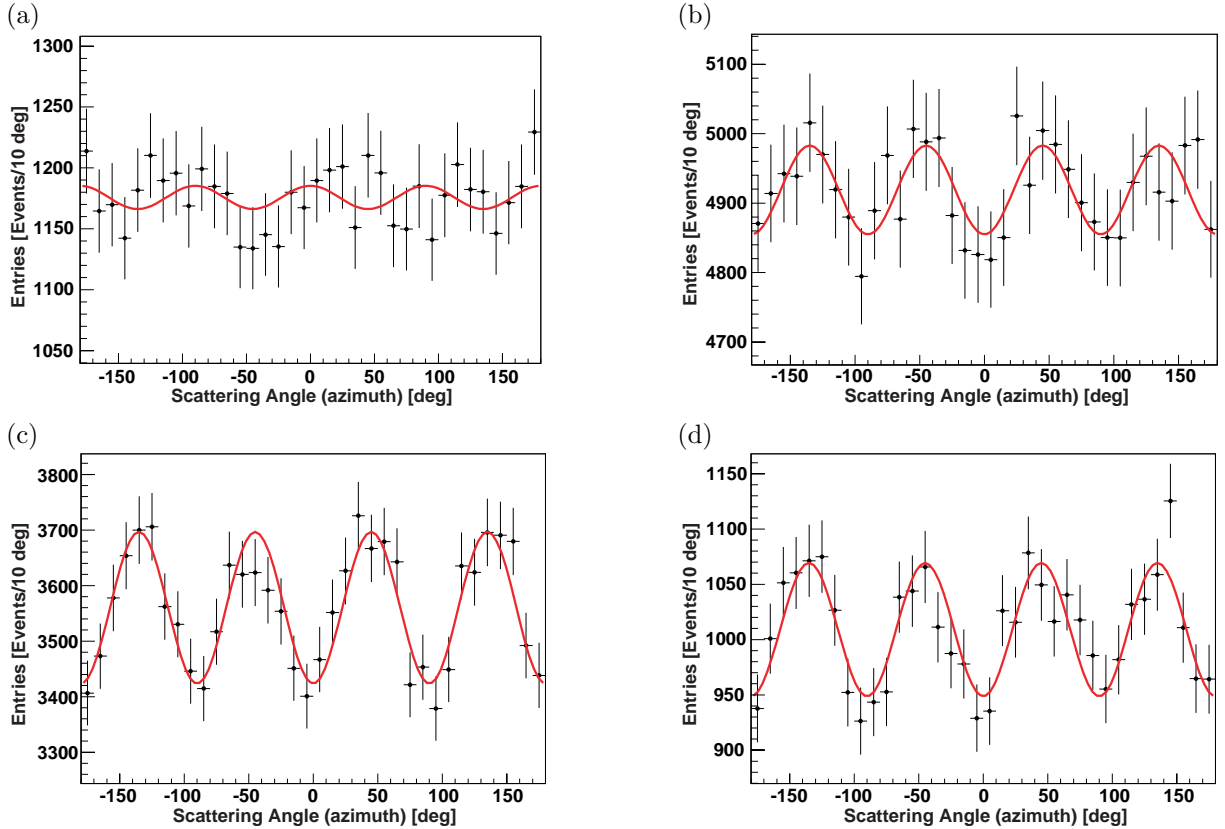 (a)
1300
1250
1200
1150
1100
1050
Entries [Events/10 deg]
-150 -100 -50 0 50 100 150
Scattering Angle (azimuth) [deg]
(b)
5100
5000
4900
4800
4700
Entries [Events/10 deg]
-150 -100 -50 0 50 100 150
Scattering Angle (azimuth) [deg]
(c)
3800
3700
3600
3500
3400
3300
Entries [Events/10 deg]
-150 -100 -50 0 50 100 150
Scattering Angle (azimuth) [deg]
(d)
1150
1100
1050
1000
950
900
Entries [Events/10 deg]
-150 -100 -50 0 50 100 150
Scattering Angle (azimuth) [deg]